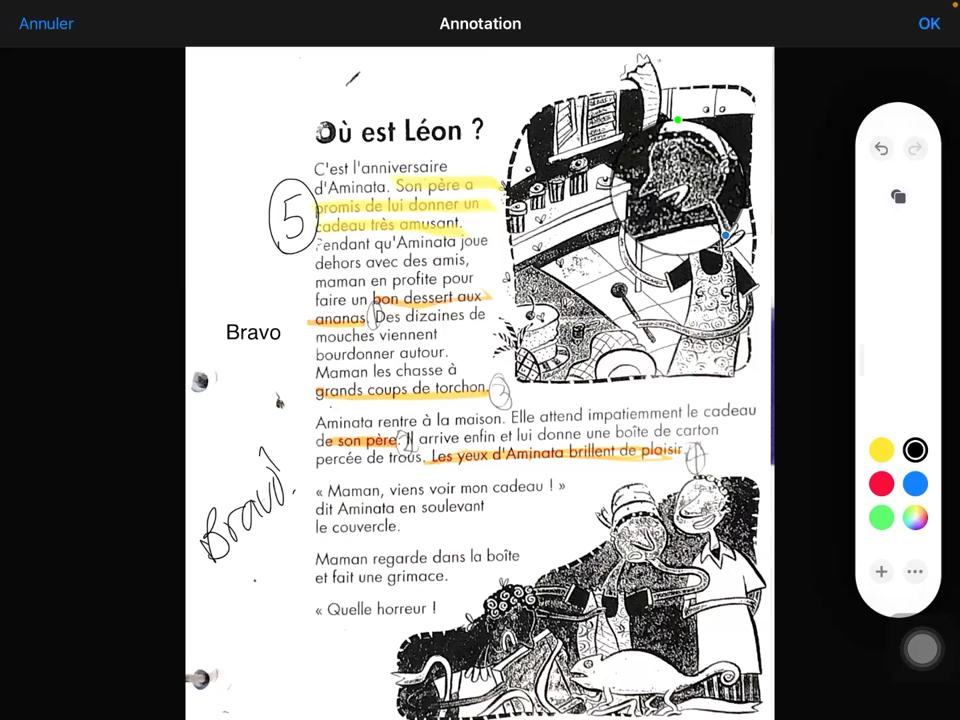 Annuler
Annotation
OK
Où est Léon ?
C'est l'anniversaire
d'Aminata. Son père a
promis de lui donner un
cadeau très amusant.
Pendant qu'Aminata joue
dehors avec des amis,
maman en profite pour
faire un bon dessert aux
ananas. Des dizaines de
mouches viennent
bourdonner autour.
Maman les chasse à
grands coups de torchon.
5
1
3
Bravo
Aminata rentre à la maison. Elle attend impatiemment le cadeau
de son père. Il arrive enfin et lui donne une boîte de carton
percée de trous. Les yeux d'Aminata brillent de plaisir.
2
4
Bravo!
« Maman, viens voir mon cadeau ! »
dit Aminata en soulevant
le couvercle.
Maman regarde dans la boîte
et fait une grimace.
« Quelle horreur !